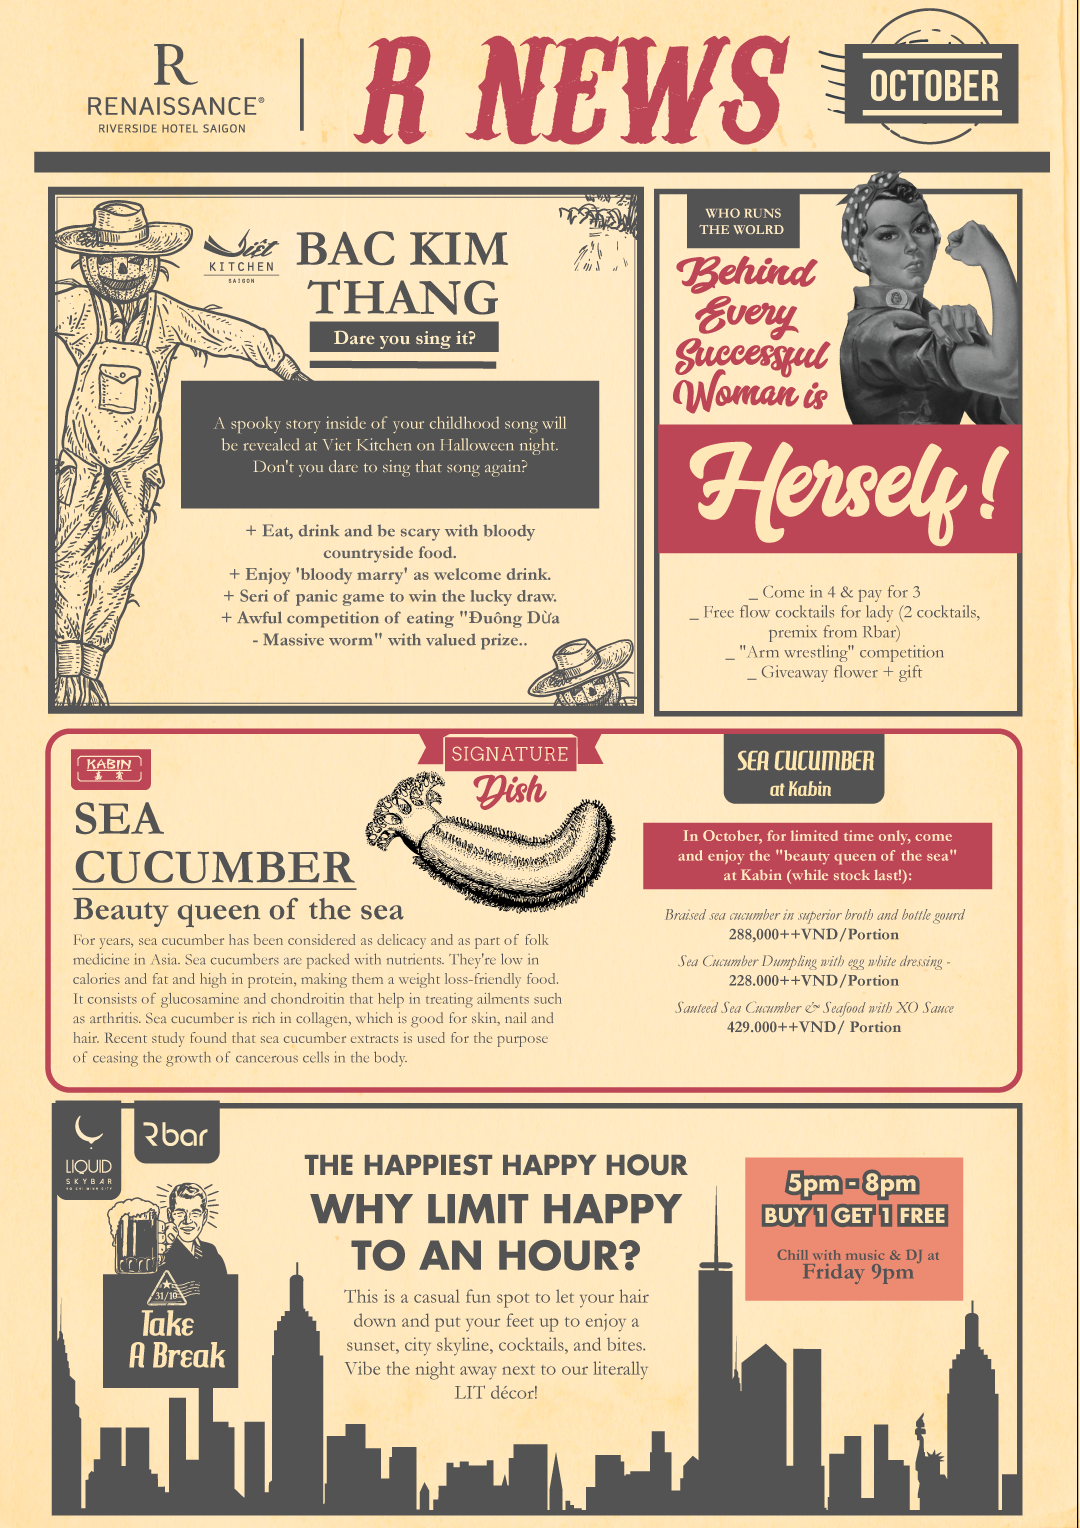 R
RENAISSANCE®
RIVERSIDE HOTEL SAIGON
R NEWS
OCTOBER
Việt
KITCHEN
SAIGON
BAC KIM
THANG
Dare you sing it?
A spooky story inside of your childhood song will
be revealed at Viet Kitchen on Halloween night.
Don't you dare to sing that song again?
+ Eat, drink and be scary with bloody
countryside food.
+ Enjoy 'bloody marry' as welcome drink.
+ Seri of panic game to win the lucky draw.
+ Awful competition of eating "Đuông Dừa
- Massive worm" with valued prize..
WHO RUNS
THE WOLRD
Behind
Every
Successful
Woman is
Herself!
_ Come in 4 & pay for 3
_ Free flow cocktails for lady (2 cocktails,
premix from Rbar)
_ "Arm wrestling" competition
_ Giveaway flower + gift
KABIN
嘉賓
SEA
CUCUMBER
Beauty queen of the sea
For years, sea cucumber has been considered as delicacy and as part of folk
medicine in Asia. Sea cucumbers are packed with nutrients. They're low in
calories and fat and high in protein, making them a weight loss-friendly food.
It consists of glucosamine and chondroitin that help in treating ailments such
as arthritis. Sea cucumber is rich in collagen, which is good for skin, nail and
hair. Recent study found that sea cucumber extracts is used for the purpose
of ceasing the growth of cancerous cells in the body.
SIGNATURE
Dish
SEA CUCUMBER
at Kabin
In October, for limited time only, come
and enjoy the "beauty queen of the sea"
at Kabin (while stock last!):
Braised sea cucumber in superior broth and bottle gourd
288,000++VND/Portion
Sea Cucumber Dumpling with egg white dressing -
228.000++VND/Portion
Sauteed Sea Cucumber & Seafood with XO Sauce
429.000++VND/ Portion
LIQUID
SKYBAR
HO CHI MINH CITY
Rbar
31/10
Take
A Break
THE HAPPIEST HAPPY HOUR
WHY LIMIT HAPPY
TO AN HOUR?
This is a casual fun spot to let your hair
down and put your feet up to enjoy a
sunset, city skyline, cocktails, and bites.
Vibe the night away next to our literally
LIT décor!
5pm - 8pm
BUY 1 GET 1 FREE
Chill with music & DJ at
Friday 9pm